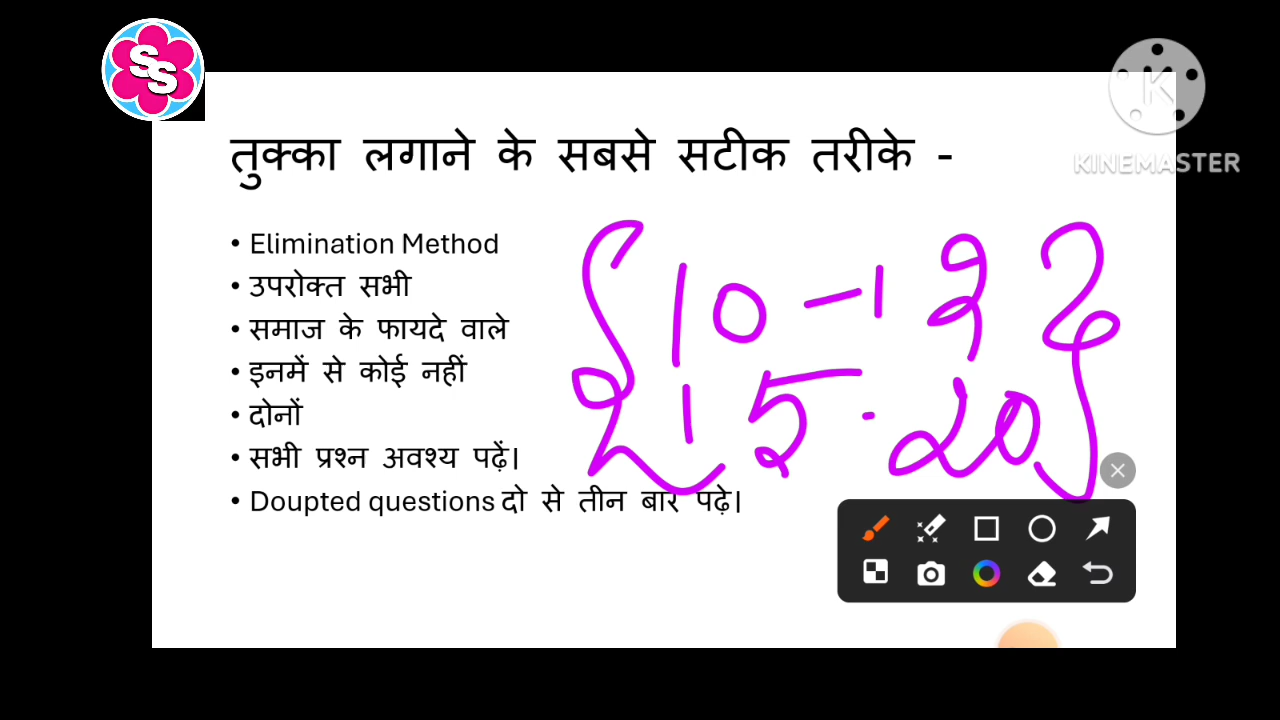 SS
KINEMASTER
तुक्का लगाने के सबसे सटीक तरीके -
• Elimination Method
• उपरोक्त सभी
• समाज के फायदे वाले
• इनमें से कोई नहीं
• दोनों
• सभी प्रश्न अवश्य पढ़ें।
• Doupted questions दो से तीन बार पढ़े।
10-12
15-20